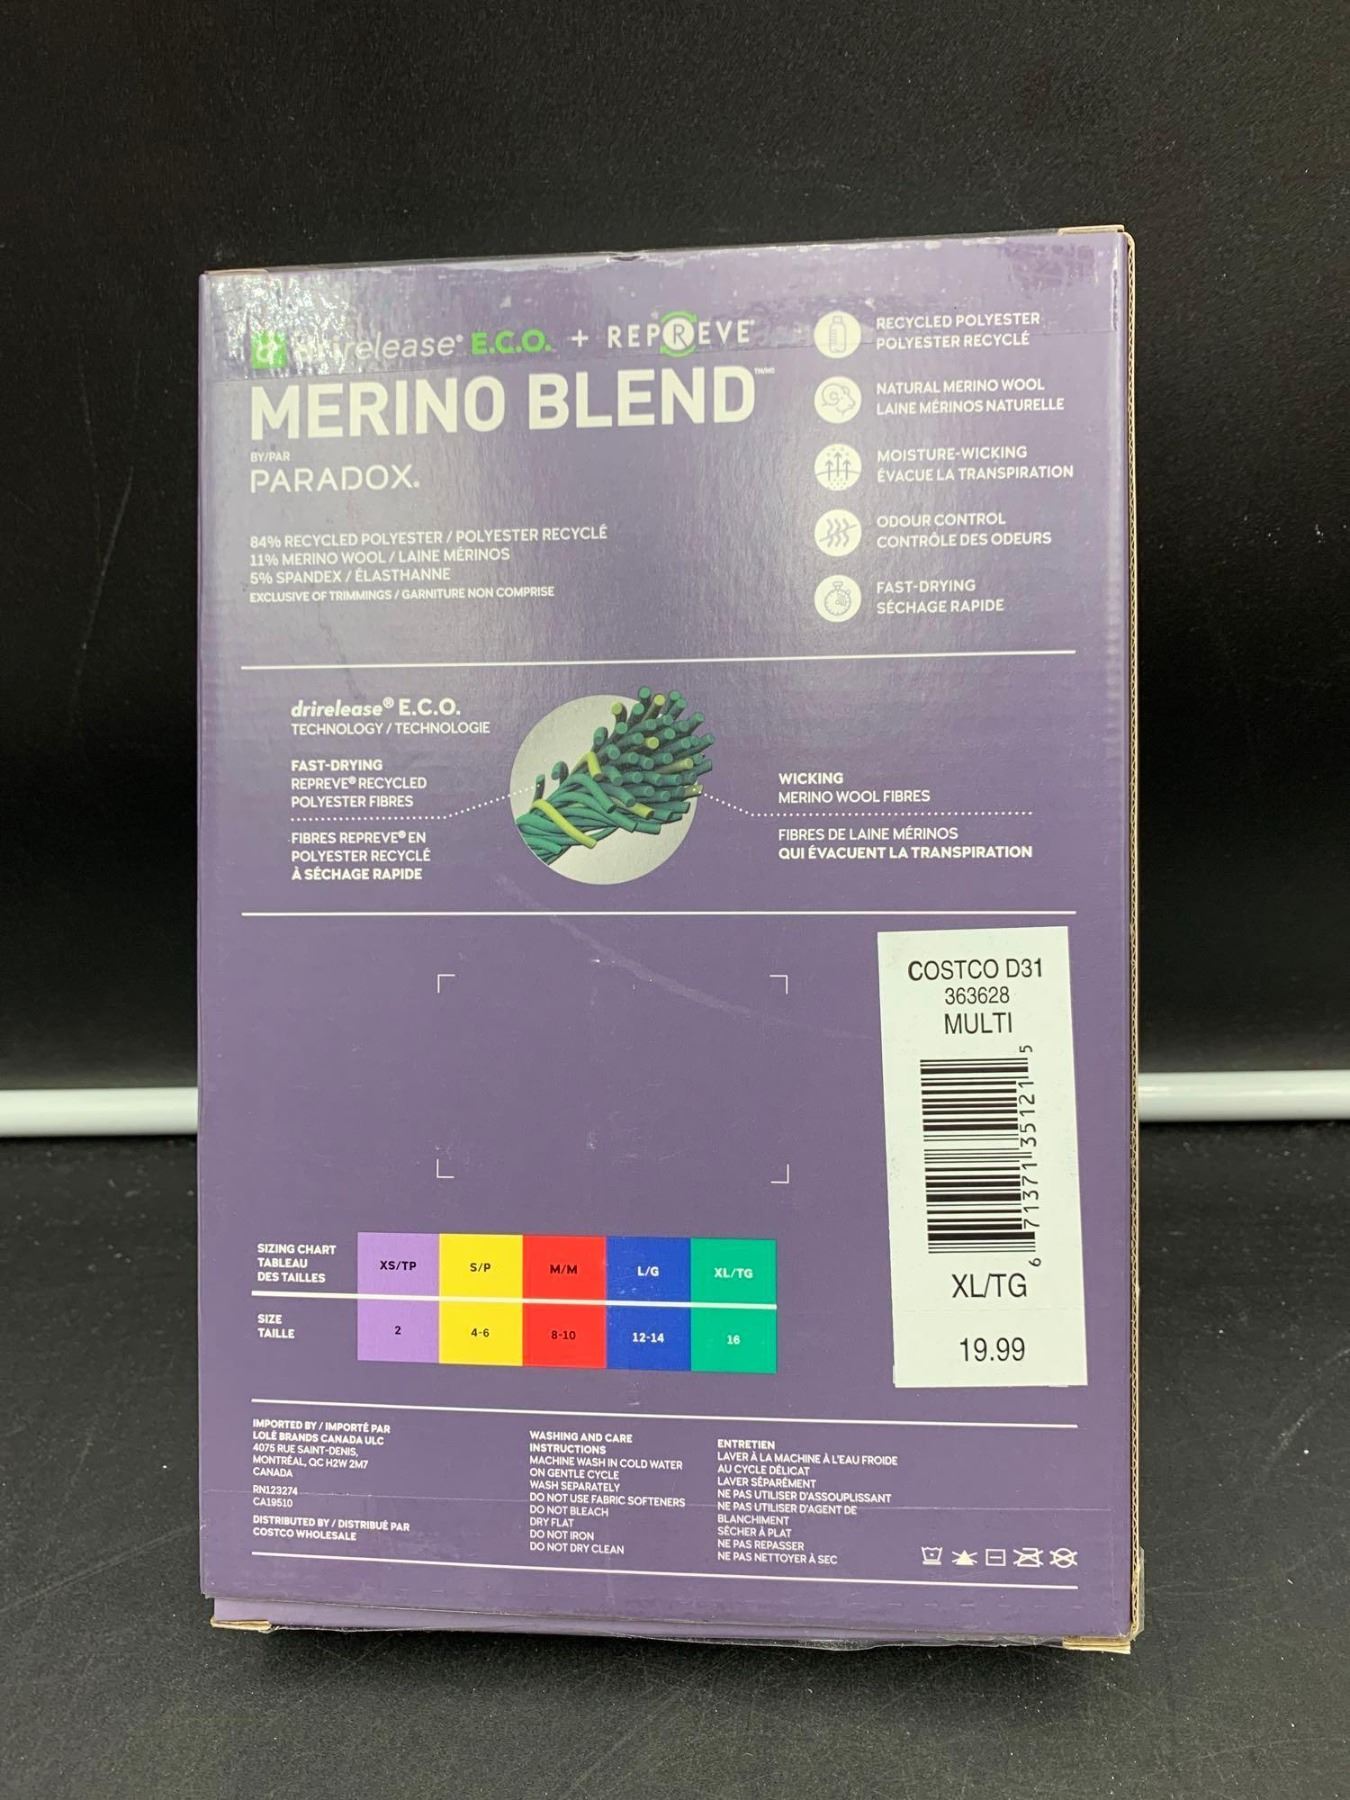 drirelease® E.C.O. + REPREVE®
MERINO BLEND™/MC
BY/PAR
PARADOX.
84% RECYCLED POLYESTER / POLYESTER RECYCLÉ
11% MERINO WOOL / LAINE MÉRINOS
5% SPANDEX / ÉLASTHANNE
EXCLUSIVE OF TRIMMINGS / GARNITURE NON COMPRISE
RECYCLED POLYESTER
POLYESTER RECYCLÉ
NATURAL MERINO WOOL
LAINE MÉRINOS NATURELLE
MOISTURE-WICKING
ÉVACUE LA TRANSPIRATION
ODOUR CONTROL
CONTRÔLE DES ODEURS
FAST-DRYING
SÉCHAGE RAPIDE
drirelease® E.C.O.
TECHNOLOGY / TECHNOLOGIE
FAST-DRYING
REPREVE® RECYCLED
POLYESTER FIBRES
FIBRES REPREVE® EN
POLYESTER RECYCLÉ
À SÉCHAGE RAPIDE
WICKING
MERINO WOOL FIBRES
FIBRES DE LAINE MÉRINOS
QUI ÉVACUENT LA TRANSPIRATION
COSTCO D31
363628
MULTI
6 71371 35121 5
XL/TG
19.99
SIZING CHART
TABLEAU
DES TAILLES
XS/TP S/P M/M L/G XL/TG
SIZE
TAILLE
2 4-6 8-10 12-14 16
IMPORTED BY / IMPORTÉ PAR
LOLË BRANDS CANADA ULC
4075 RUE SAINT-DENIS,
MONTRÉAL, QC H2W 2M7
CANADA
RN123274
CA19510
DISTRIBUTED BY / DISTRIBUÉ PAR
COSTCO WHOLESALE
WASHING AND CARE
INSTRUCTIONS
MACHINE WASH IN COLD WATER
ON GENTLE CYCLE
WASH SEPARATELY
DO NOT USE FABRIC SOFTENERS
DO NOT BLEACH
DRY FLAT
DO NOT IRON
DO NOT DRY CLEAN
ENTRETIEN
LAVER À LA MACHINE À L'EAU FROIDE
AU CYCLE DÉLICAT
LAVER SÉPARÉMENT
NE PAS UTILISER D'ASSOUPLISSANT
NE PAS UTILISER D'AGENT DE
BLANCHIMENT
SÉCHER À PLAT
NE PAS REPASSER
NE PAS NETTOYER À SEC